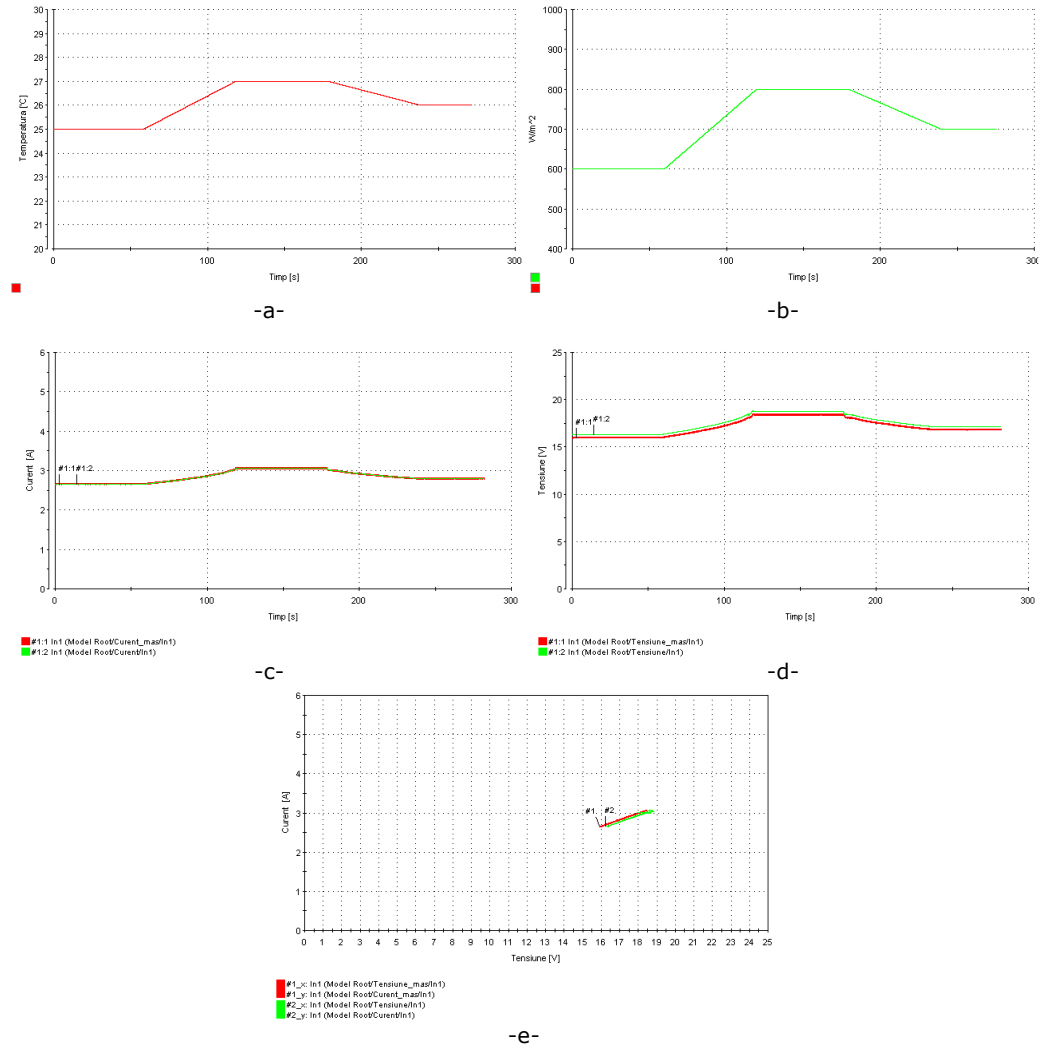 30
29
28
27
26
25
24
23
22
21
20
Temperatura [°C]
0
100
200
300
Timp [s]
-a-
1000
900
800
700
600
500
400
W/m^2
0
100
200
300
Timp [s]
-b-
6
5
4
3
2
1
0
Curent [A]
#1:1#1:2
0
100
200
300
Timp [s]
#1:1 In1 (Model Root/Curent_mas/In1)
#1:2 In1 (Model Root/Curent/In1)
-c-
25
20
15
10
5
0
Tensiune [V]
#1:1
#1:2
0
100
200
300
Timp [s]
#1:1 In1 (Model Root/Tensiune_mas/In1)
#1:2 In1 (Model Root/Tensiune/In1)
-d-
6
5
4
3
2
1
0
Curent [A]
#1 #2
0 1 2 3 4 5 6 7 8 9 10 11 12 13 14 15 16 17 18 19 20 21 22 23 24 25
Tensiune [V]
#1_x: In1 (Model Root/Tensiune_mas/In1)
#1_y: In1 (Model Root/Curent_mas/In1)
#2_x: In1 (Model Root/Tensiune/In1)
#2_y: In1 (Model Root/Curent/In1)
-e-